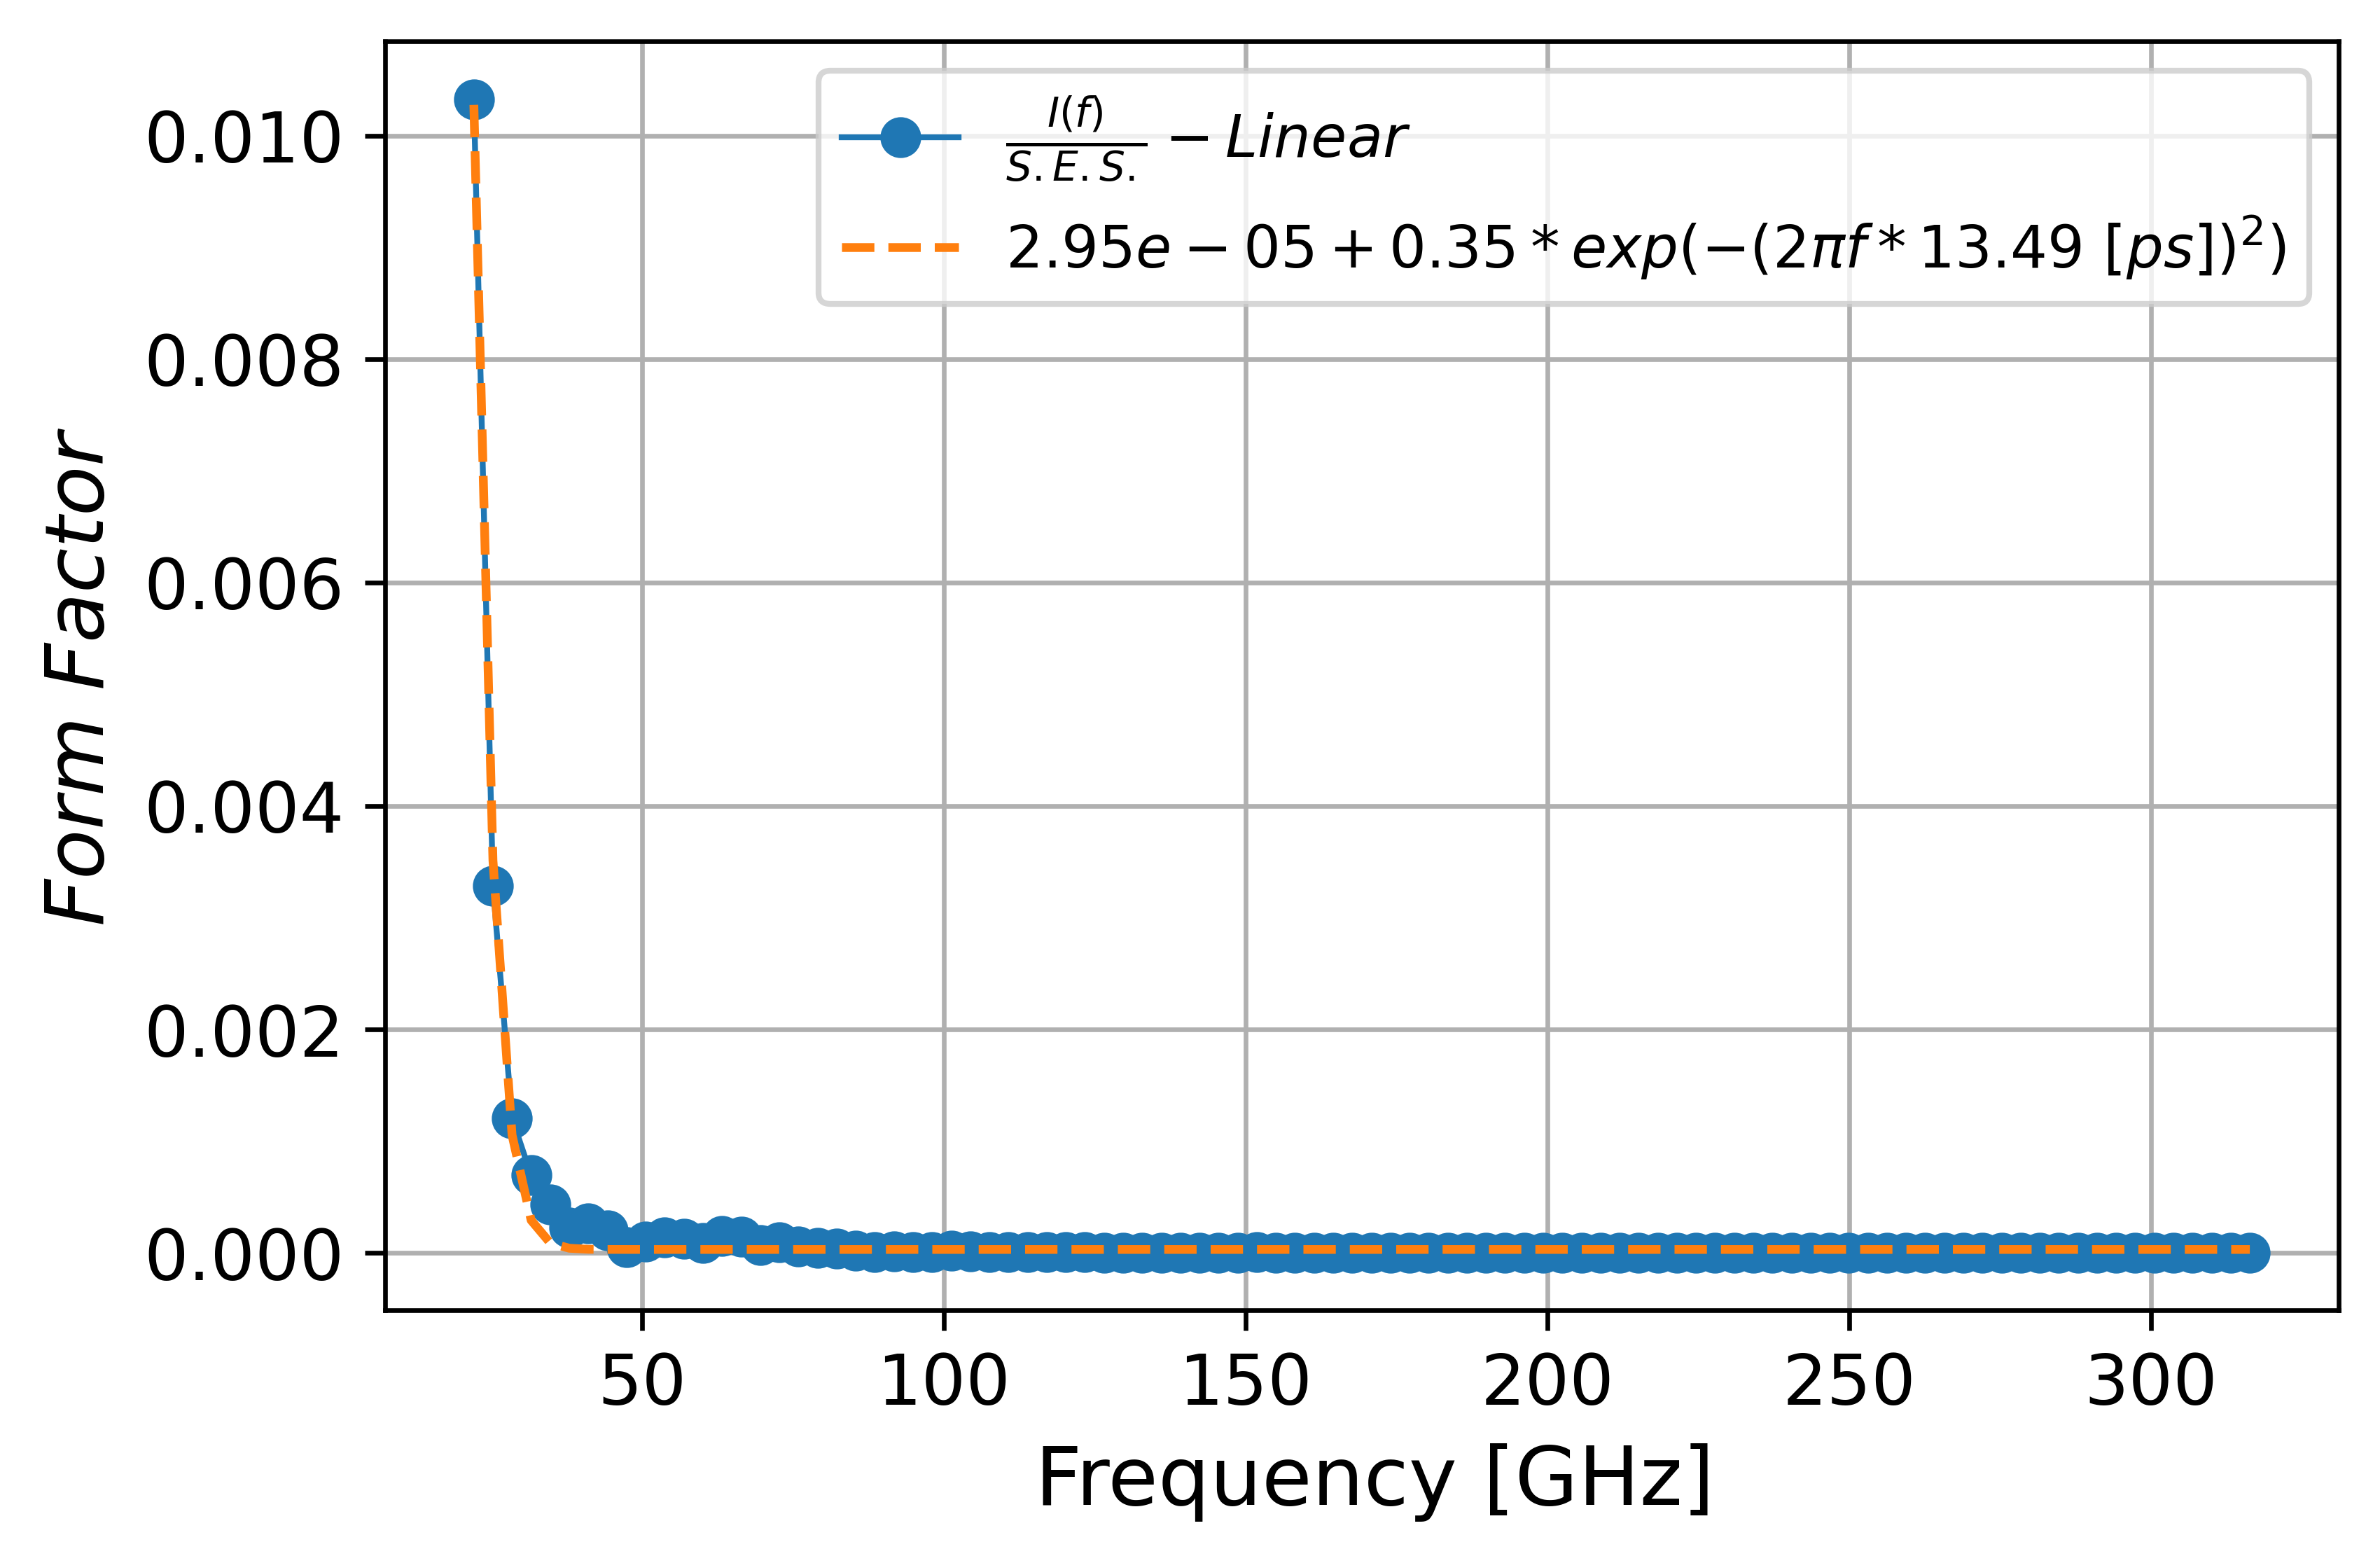 I(f)
S.E.S. − Linear
2.95e − 05 + 0.35 * exp(−(2πf * 13.49 [ps])²)
0.010
0.008
0.006
0.004
0.002
0.000
Form Factor
50 100 150 200 250 300
Frequency [GHz]